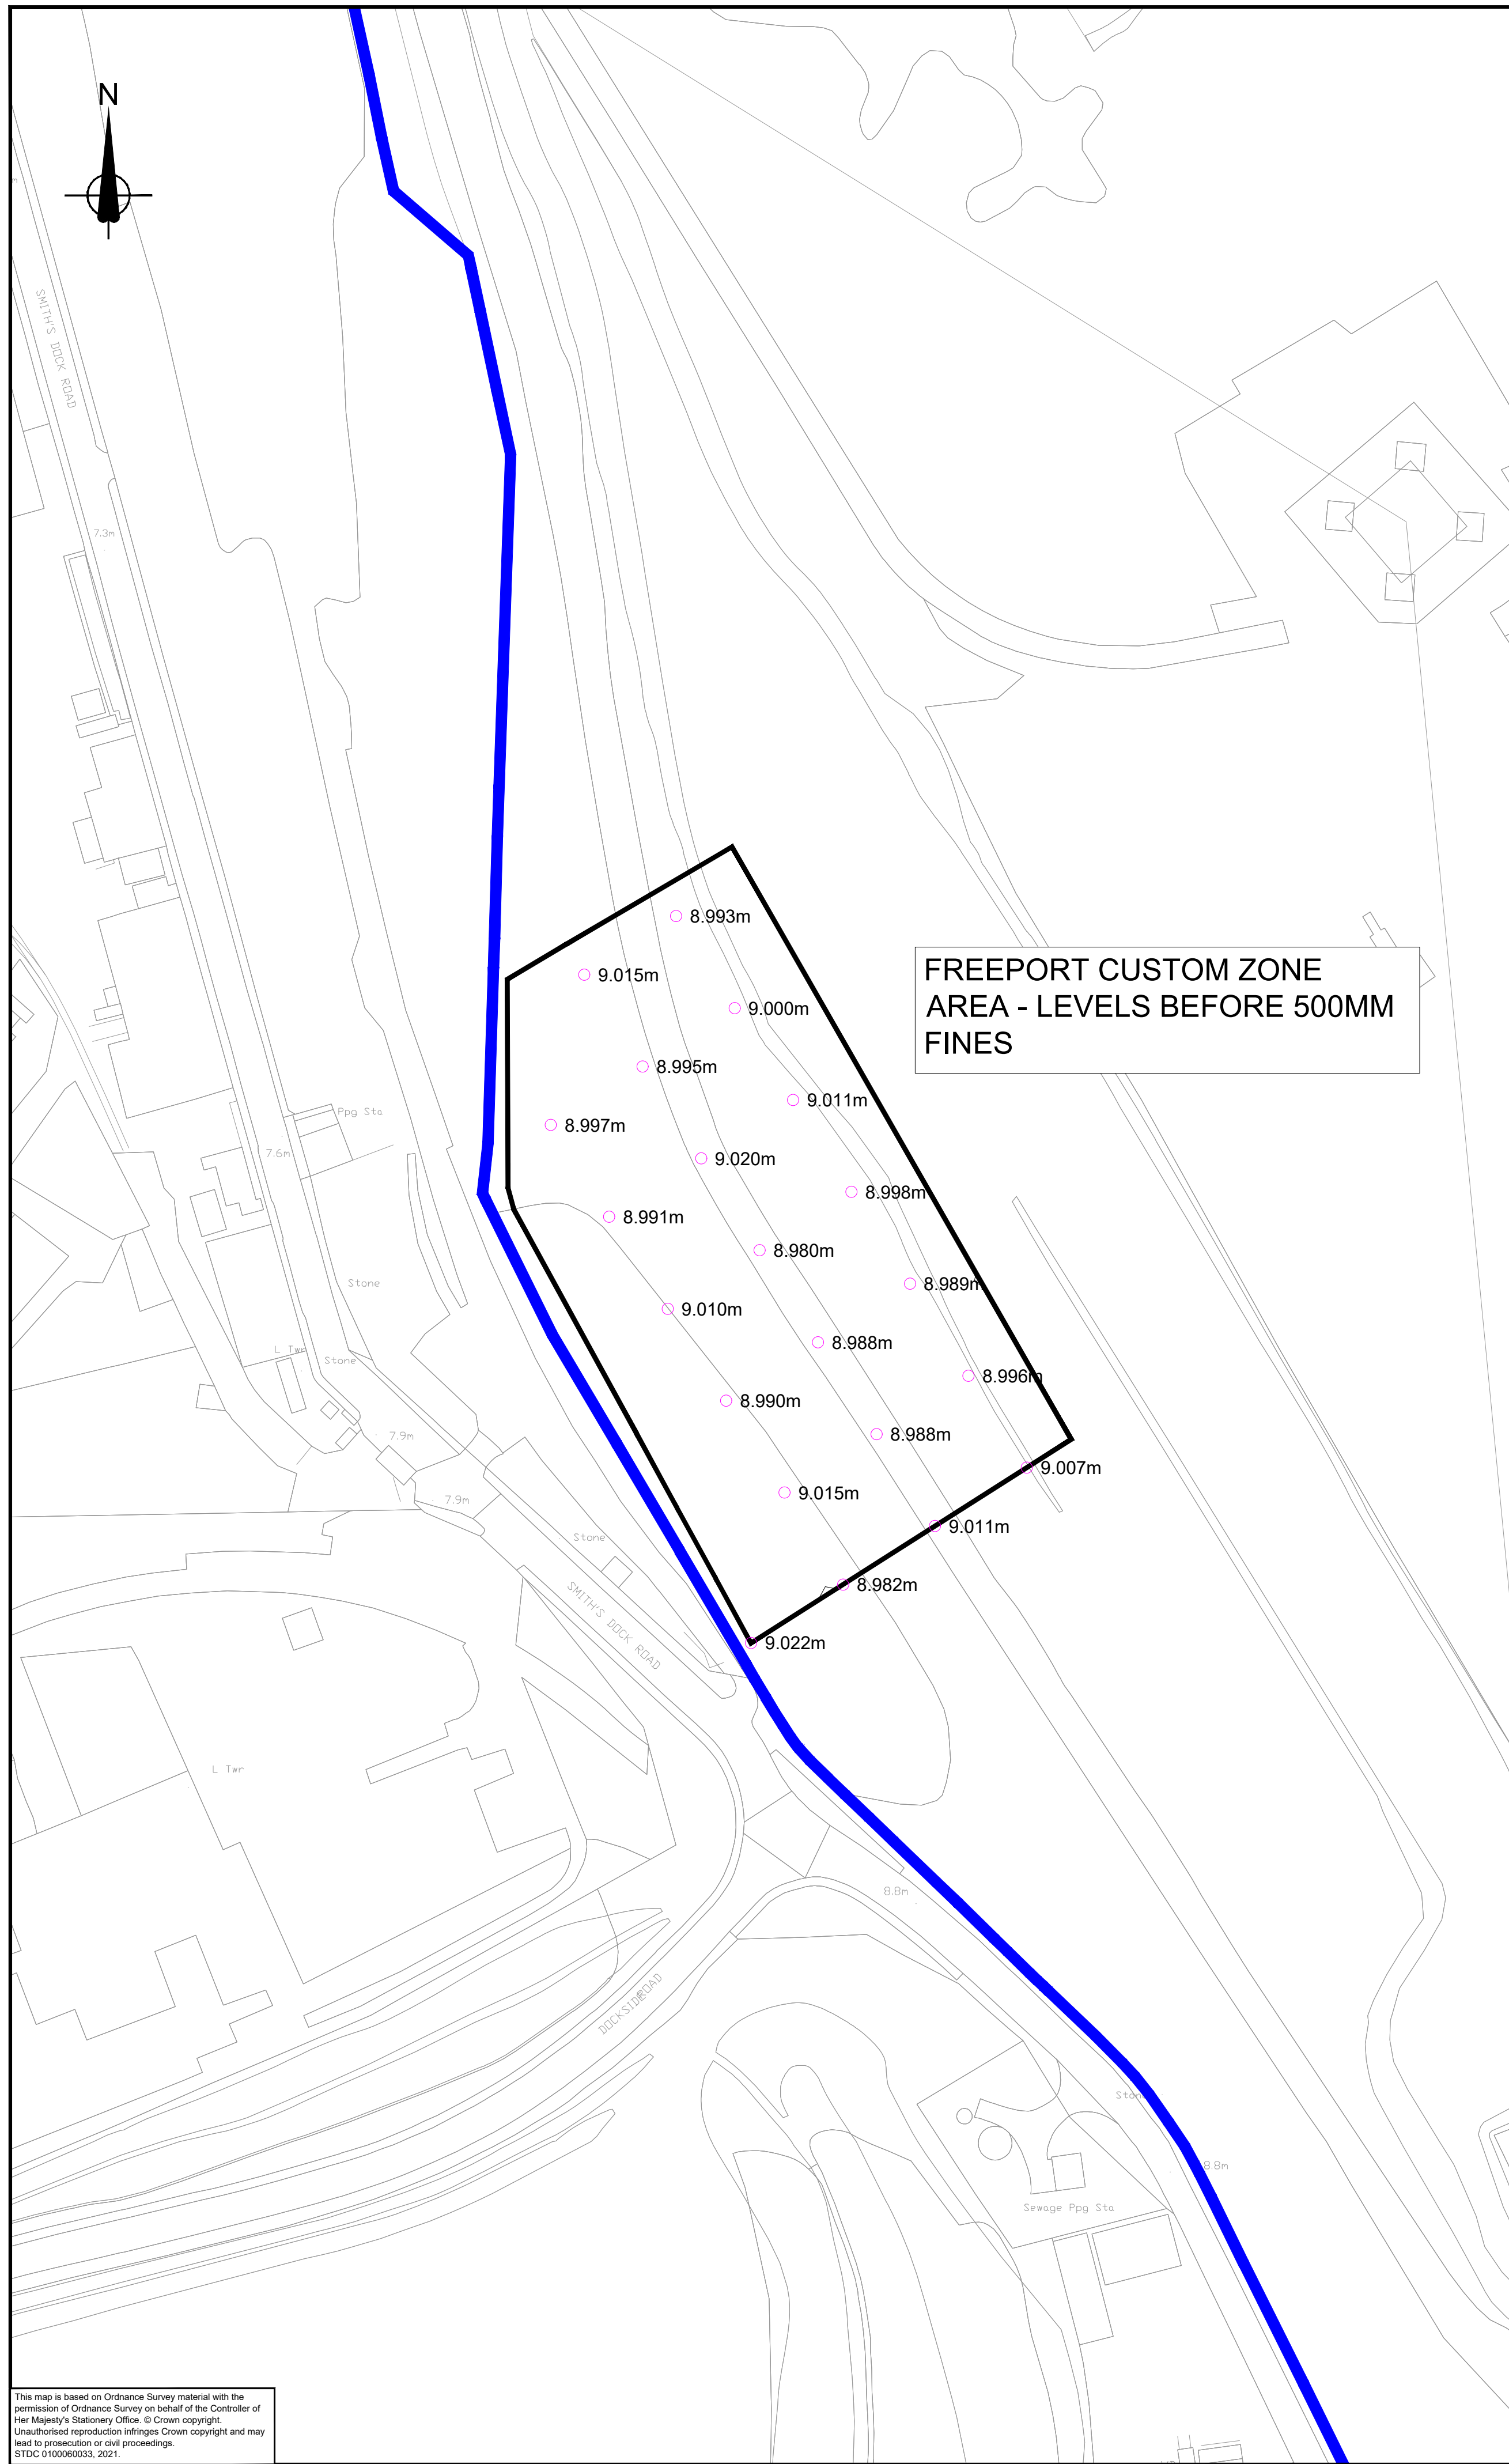 N
SMITH'S DOCK ROAD
7.3m
8.993m
9.015m
9.000m
FREEPORT CUSTOM ZONE
AREA - LEVELS BEFORE 500MM
FINES
8.995m
9.011m
Ppg Sta
8.997m
7.6m
9.020m
8.998m
8.991m
8.980m
Stone
8.989m
9.010m
8.988m
L Twr
Stone
8.996m
8.990m
7.9m
8.988m
9.007m
9.015m
7.9m
9.011m
Stone
8.982m
SMITH'S DOCK ROAD
9.022m
L Twr
8.8m
DOCKSIDE ROAD
Stone
8.8m
Sewage Ppg Sta
This map is based on Ordnance Survey material with the
permission of Ordnance Survey on behalf of the Controller of
Her Majesty's Stationery Office. © Crown copyright.
Unauthorised reproduction infringes Crown copyright and may
lead to prosecution or civil proceedings.
STDC 0100060033, 2021.